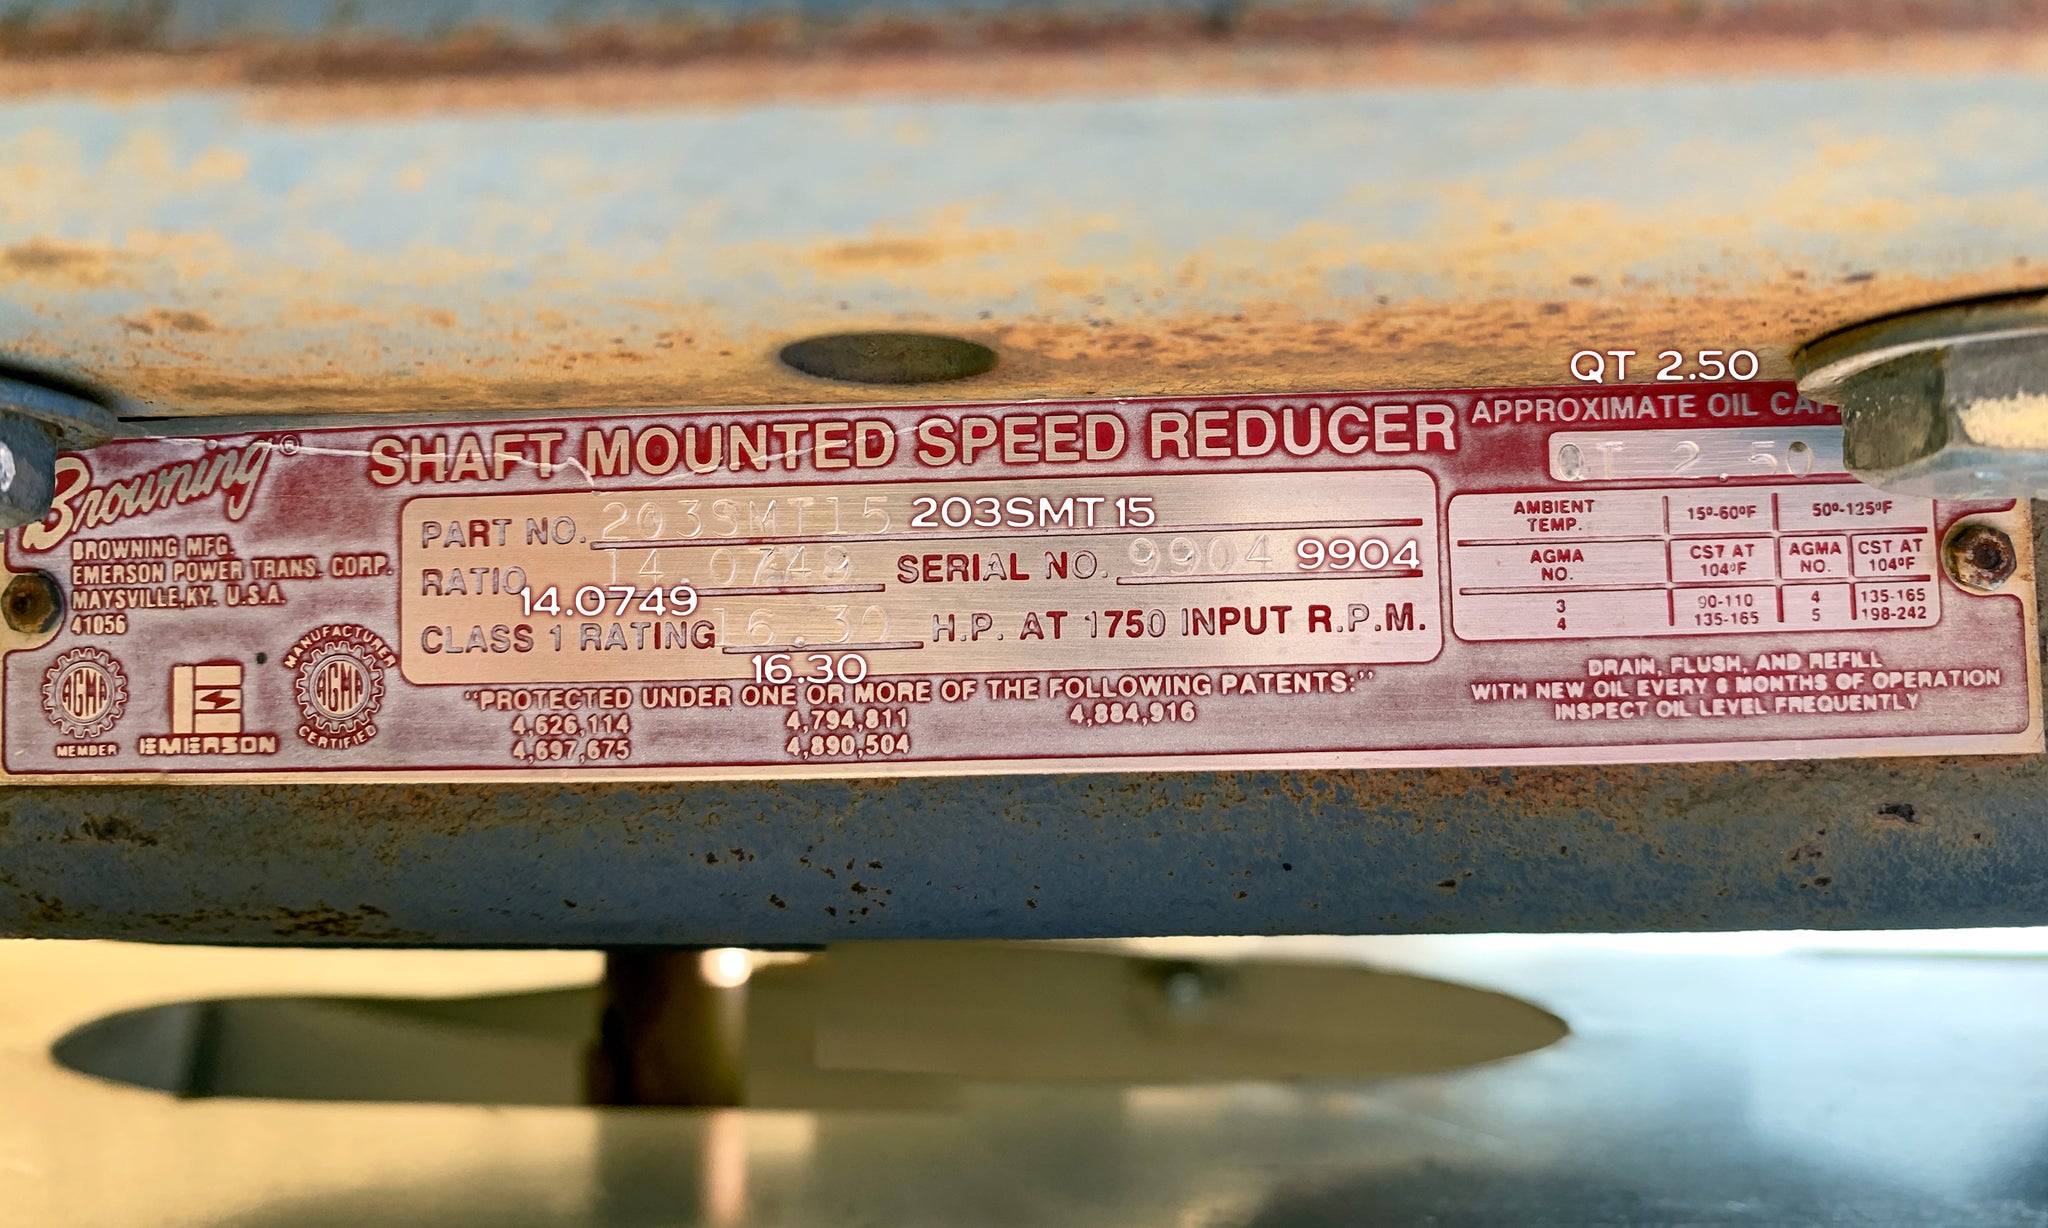 QT 2.50
Browning®
SHAFT MOUNTED SPEED REDUCER
APPROXIMATE OIL
QT 2.50
BROWNING MFG.
EMERSON POWER TRANS. CORP.
MAYSVILLE, KY. U.S.A.
41056
PART NO. 203SMT15 203SMT15
RATIO 14.0749 SERIAL NO. 9904 9904
14.0749
CLASS 1 RATING 16.30 H.P. AT 1750 INPUT R.P.M.
16.30
"PROTECTED UNDER ONE OR MORE OF THE FOLLOWING PATENTS:"
4,626,114 4,794,811 4,884,916
4,697,675 4,890,504
AGMA
MEMBER
EMERSON
MANUFACTURER
AGMA
CERTIFIED
AMBIENT TEMP. 15º-60ºF 50º-125ºF
AGMA NO. CST AT 104ºF AGMA NO. CST AT 104ºF
3 90-110 4 135-165
4 135-165 5 198-242
DRAIN, FLUSH, AND REFILL
WITH NEW OIL EVERY 6 MONTHS OF OPERATION
INSPECT OIL LEVEL FREQUENTLY